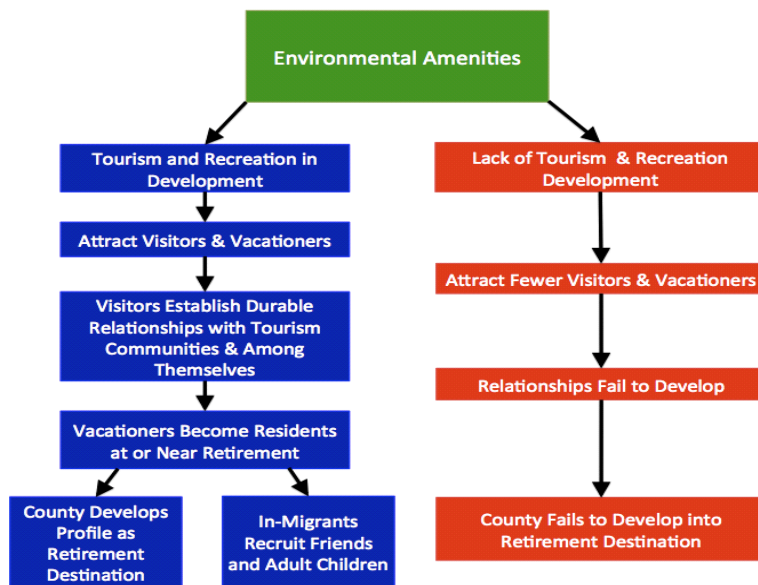 Environmental Amenities
Tourism and Recreation in
Development
Attract Visitors & Vacationers
Visitors Establish Durable
Relationships with Tourism
Communities & Among
Themselves
Vacationers Become Residents
at or Near Retirement
County Develops
Profile as
Retirement
Destination
In-Migrants
Recruit Friends
and Adult Children
Lack of Tourism & Recreation
Development
Attract Fewer Visitors & Vacationers
Relationships Fail to Develop
County Fails to Develop into
Retirement Destination